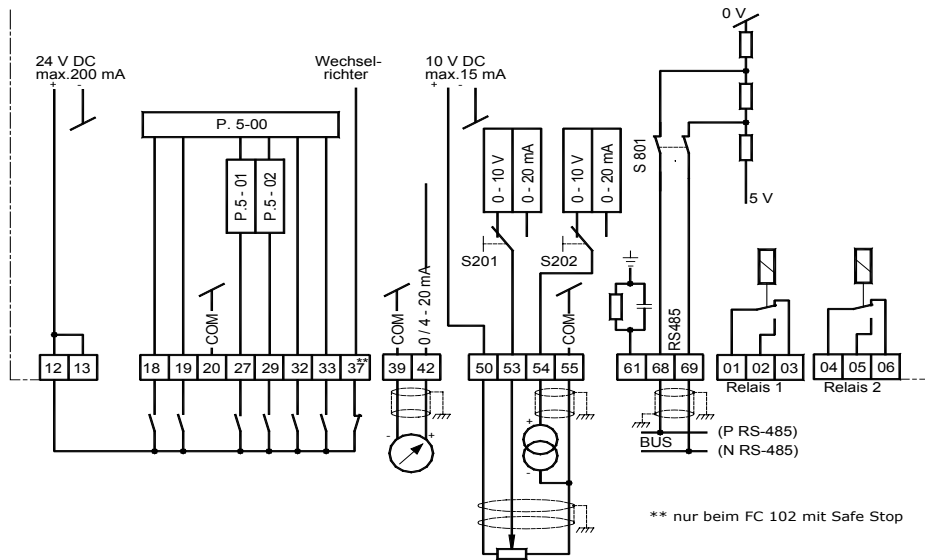 0 V
24 V DC
max.200 mA
+ -
Wechsel-
richter
10 V DC
max.15 mA
+ -
P. 5-00
P.5 - 01
P.5 - 02
0 - 10 V
0 - 20 mA
0 - 10 V
0 - 20 mA
S 801
5 V
S201
S202
COM
COM
0 / 4 - 20 mA
COM
RS485
**
12 13
18 19 20 27 29 32 33 37
39 42
50 53 54 55
61 68 69
01 02 03
04 05 06
Relais 1
Relais 2
- +
+
-
BUS
(P RS-485)
(N RS-485)
** nur beim FC 102 mit Safe Stop